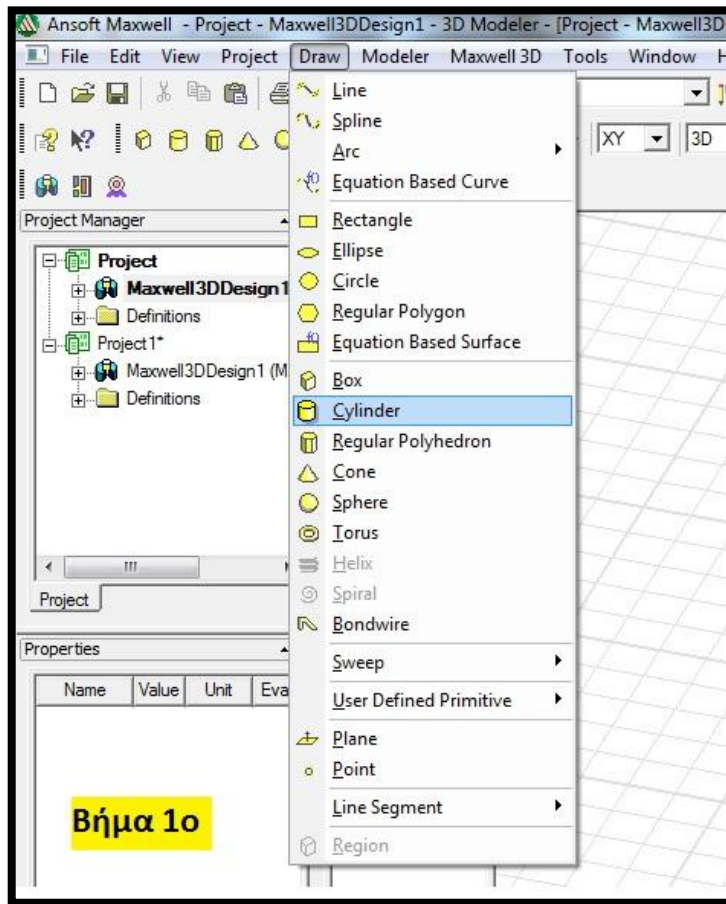 Ansoft Maxwell - Project - Maxwell3DDesign1 - 3D Modeler - [Project - Maxwell3D
File Edit View Project Draw Modeler Maxwell 3D Tools Window H
Line
Spline
Arc
XY 3D
Equation Based Curve
Project Manager
Rectangle
Ellipse
Circle
Regular Polygon
Equation Based Surface
Project
Maxwell3DDesign1
Definitions
Project1*
Maxwell3DDesign1 (M
Definitions
Box
Cylinder
Regular Polyhedron
Cone
Sphere
Torus
Helix
Spiral
Bondwire
Project
Properties
Name Value Unit Eva
Sweep
User Defined Primitive
Plane
Point
Line Segment
Region
Βήμα 1ο